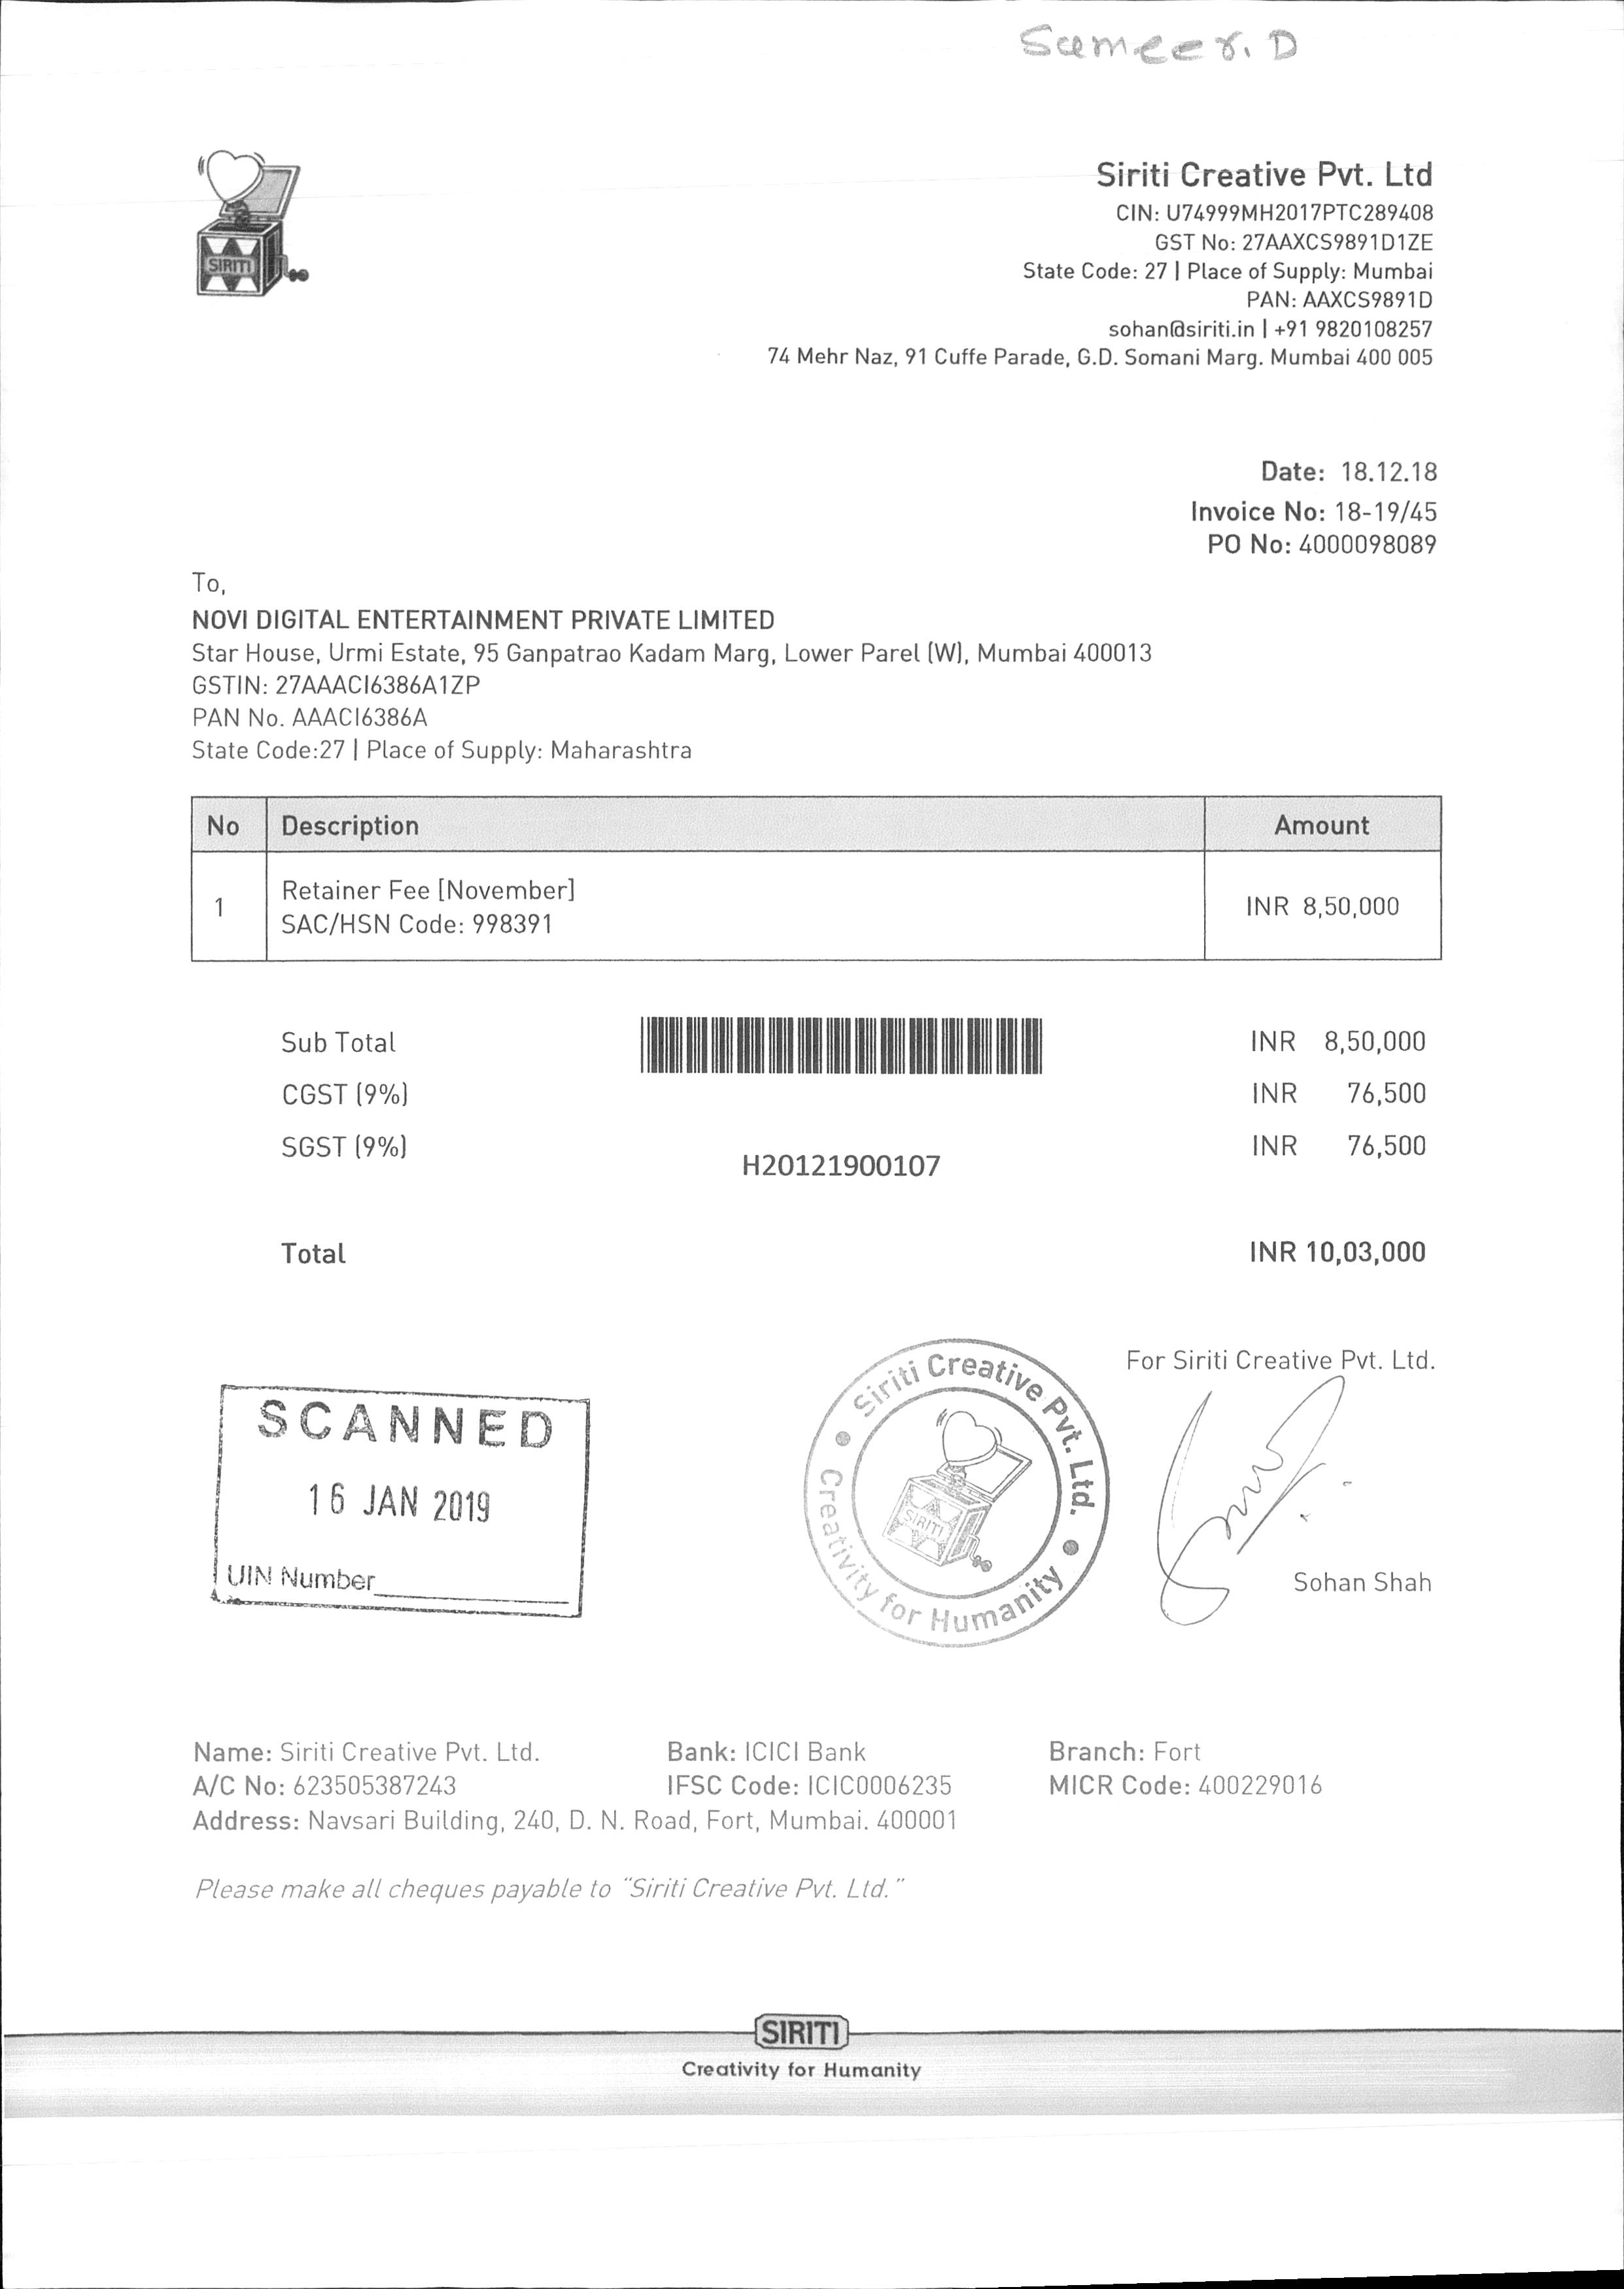 Sameer. D
SIRITI
Siriti Creative Pvt. Ltd
CIN: U74999MH2017PTC289408
GST No: 27AAXCS9891D1ZE
State Code: 27 | Place of Supply: Mumbai
PAN: AAXCS9891D
sohan@siriti.in | +91 9820108257
74 Mehr Naz, 91 Cuffe Parade, G.D. Somani Marg. Mumbai 400 005
Date: 18.12.18
Invoice No: 18-19/45
PO No: 4000098089
To,
NOVI DIGITAL ENTERTAINMENT PRIVATE LIMITED
Star House, Urmi Estate, 95 Ganpatrao Kadam Marg, Lower Parel (W), Mumbai 400013
GSTIN: 27AAACI6386A1ZP
PAN No. AAACI6386A
State Code:27 | Place of Supply: Maharashtra
No Description Amount
1 Retainer Fee [November] INR 8,50,000
SAC/HSN Code: 998391
Sub Total INR 8,50,000
CGST (9%) INR 76,500
SGST (9%) INR 76,500
H20121900107
Total INR 10,03,000
For Siriti Creative Pvt. Ltd.
SCANNED
16 JAN 2019
UIN Number
Siriti Creative Pvt. Ltd.
SIRITI
Creativity for Humanity
Sohan Shah
Name: Siriti Creative Pvt. Ltd. Bank: ICICI Bank Branch: Fort
A/C No: 623505387243 IFSC Code: ICIC0006235 MICR Code: 400229016
Address: Navsari Building, 240, D. N. Road, Fort, Mumbai. 400001
Please make all cheques payable to "Siriti Creative Pvt. Ltd."
SIRITI
Creativity for Humanity